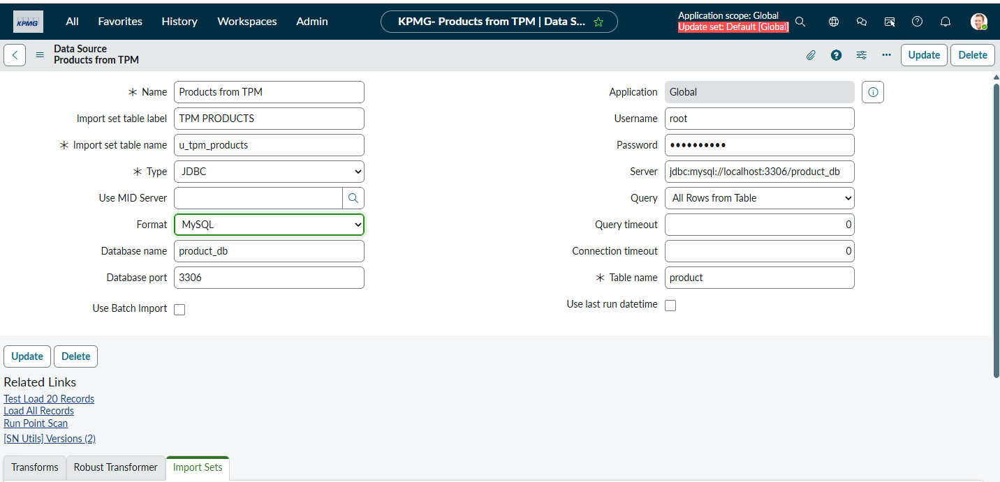 KPMG All Favorites History Workspaces Admin KPMG- Products from TPM | Data S... Application scope: Global
Update set: Default [Global]
Data Source
Products from TPM
Update Delete
Name Products from TPM
Import set table label TPM PRODUCTS
Import set table name u_tpm_products
Type JDBC
Use MID Server
Format MySQL
Database name product_db
Database port 3306
Use Batch Import
Application Global
Username root
Password ••••••••••
Server jdbc:mysql://localhost:3306/product_db
Query All Rows from Table
Query timeout 0
Connection timeout 0
Table name product
Use last run datetime
Update Delete
Related Links
Test Load 20 Records
Load All Records
Run Point Scan
[SN Utils] Versions (2)
Transforms Robust Transformer Import Sets